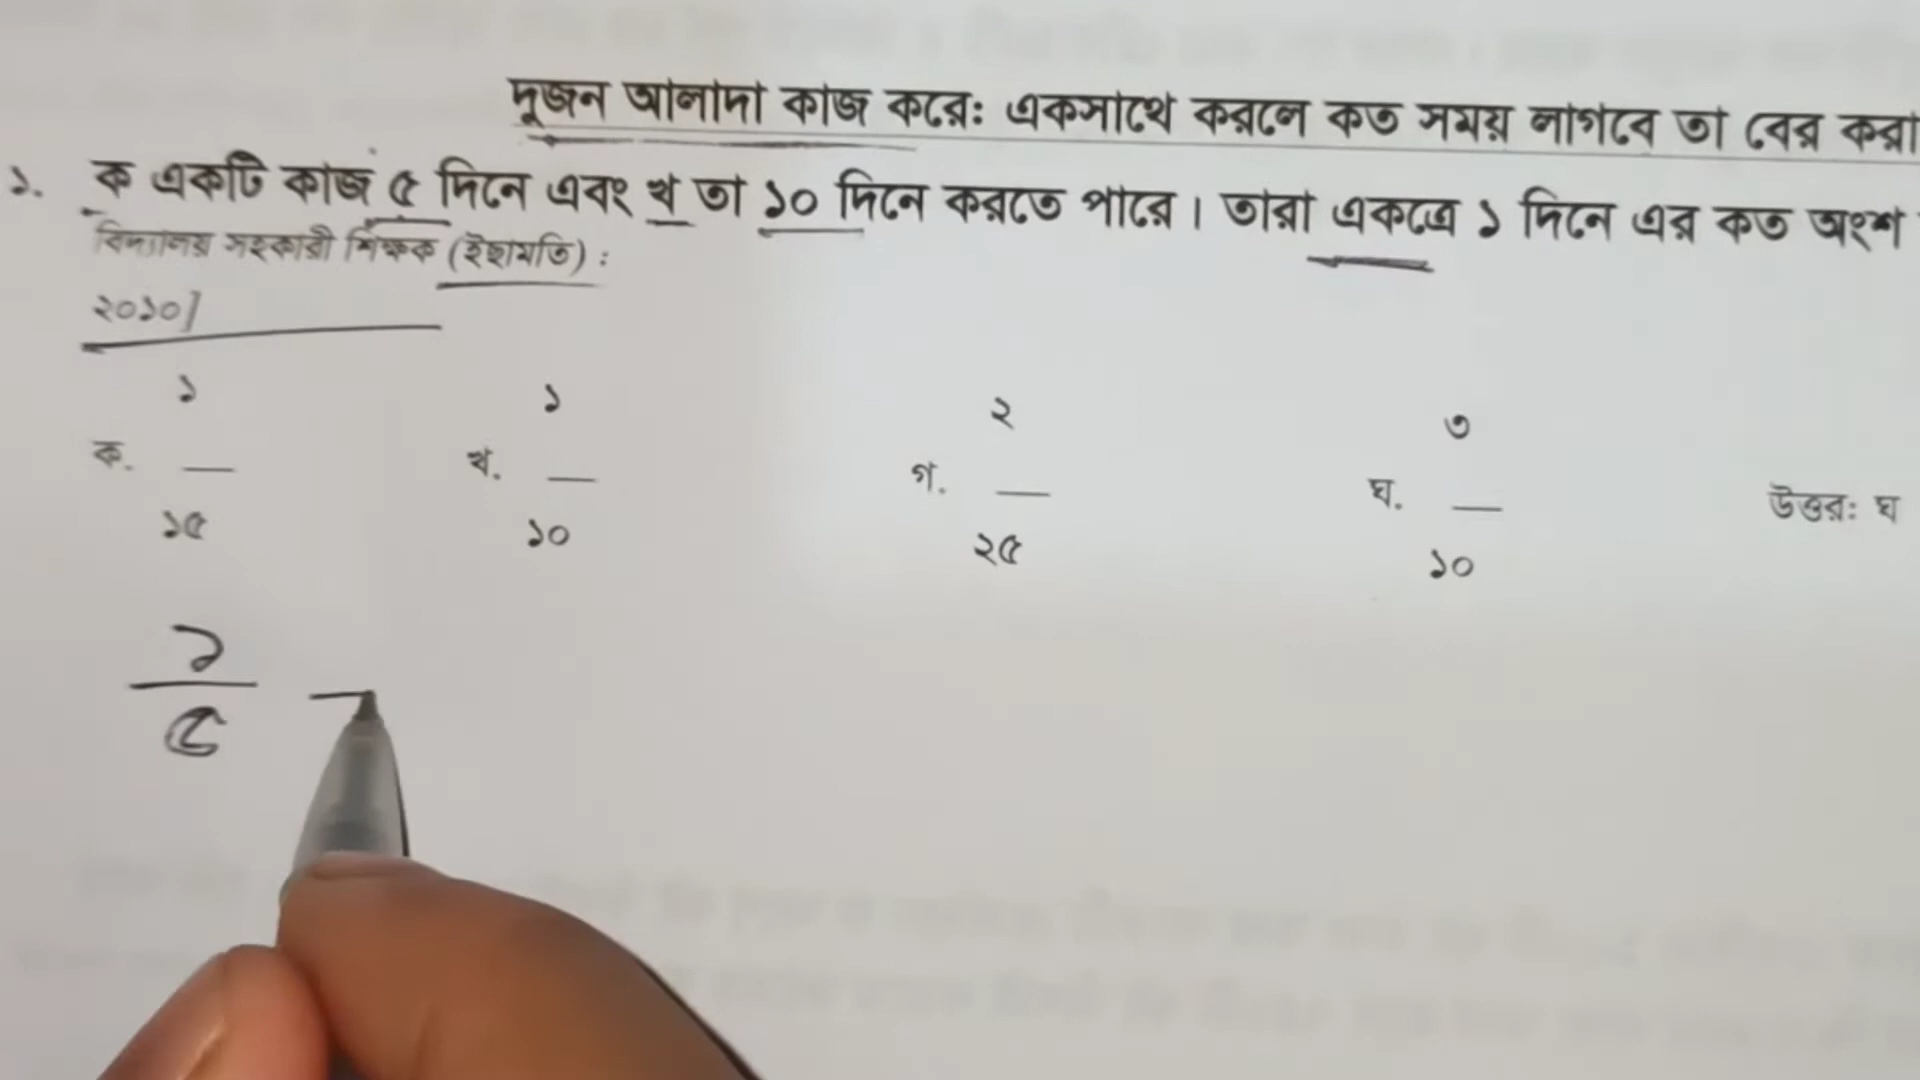 দুজন আলাদা কাজ করে: একসাথে করলে কত সময় লাগবে তা বের করা
১. ক একটি কাজ ৫ দিনে এবং খ তা ১০ দিনে করতে পারে। তারা একত্রে ১ দিনে এর কত অংশ
বিদ্যালয় সহকারী শিক্ষক (ইছামতি) :
২০১০]
১ ১ ২ ৩
ক. — খ. — গ. — ঘ. — উত্তর: ঘ
১৫ ১০ ২৫ ১০
১
৫